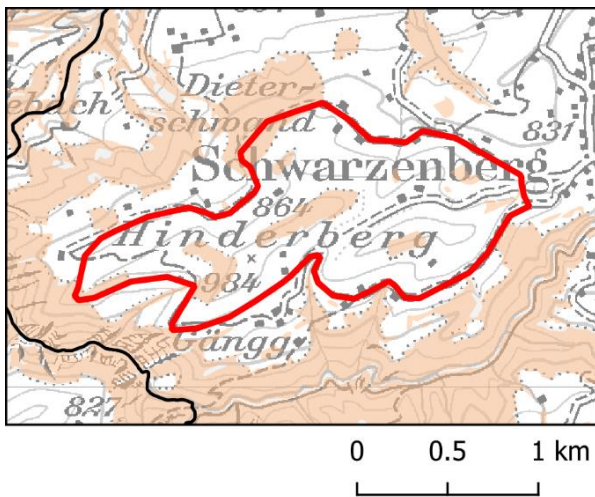 Dieter-
schwand
831
Schwarzenberg
864
Hinderberg
984
Gängg
827
0 0.5 1 km